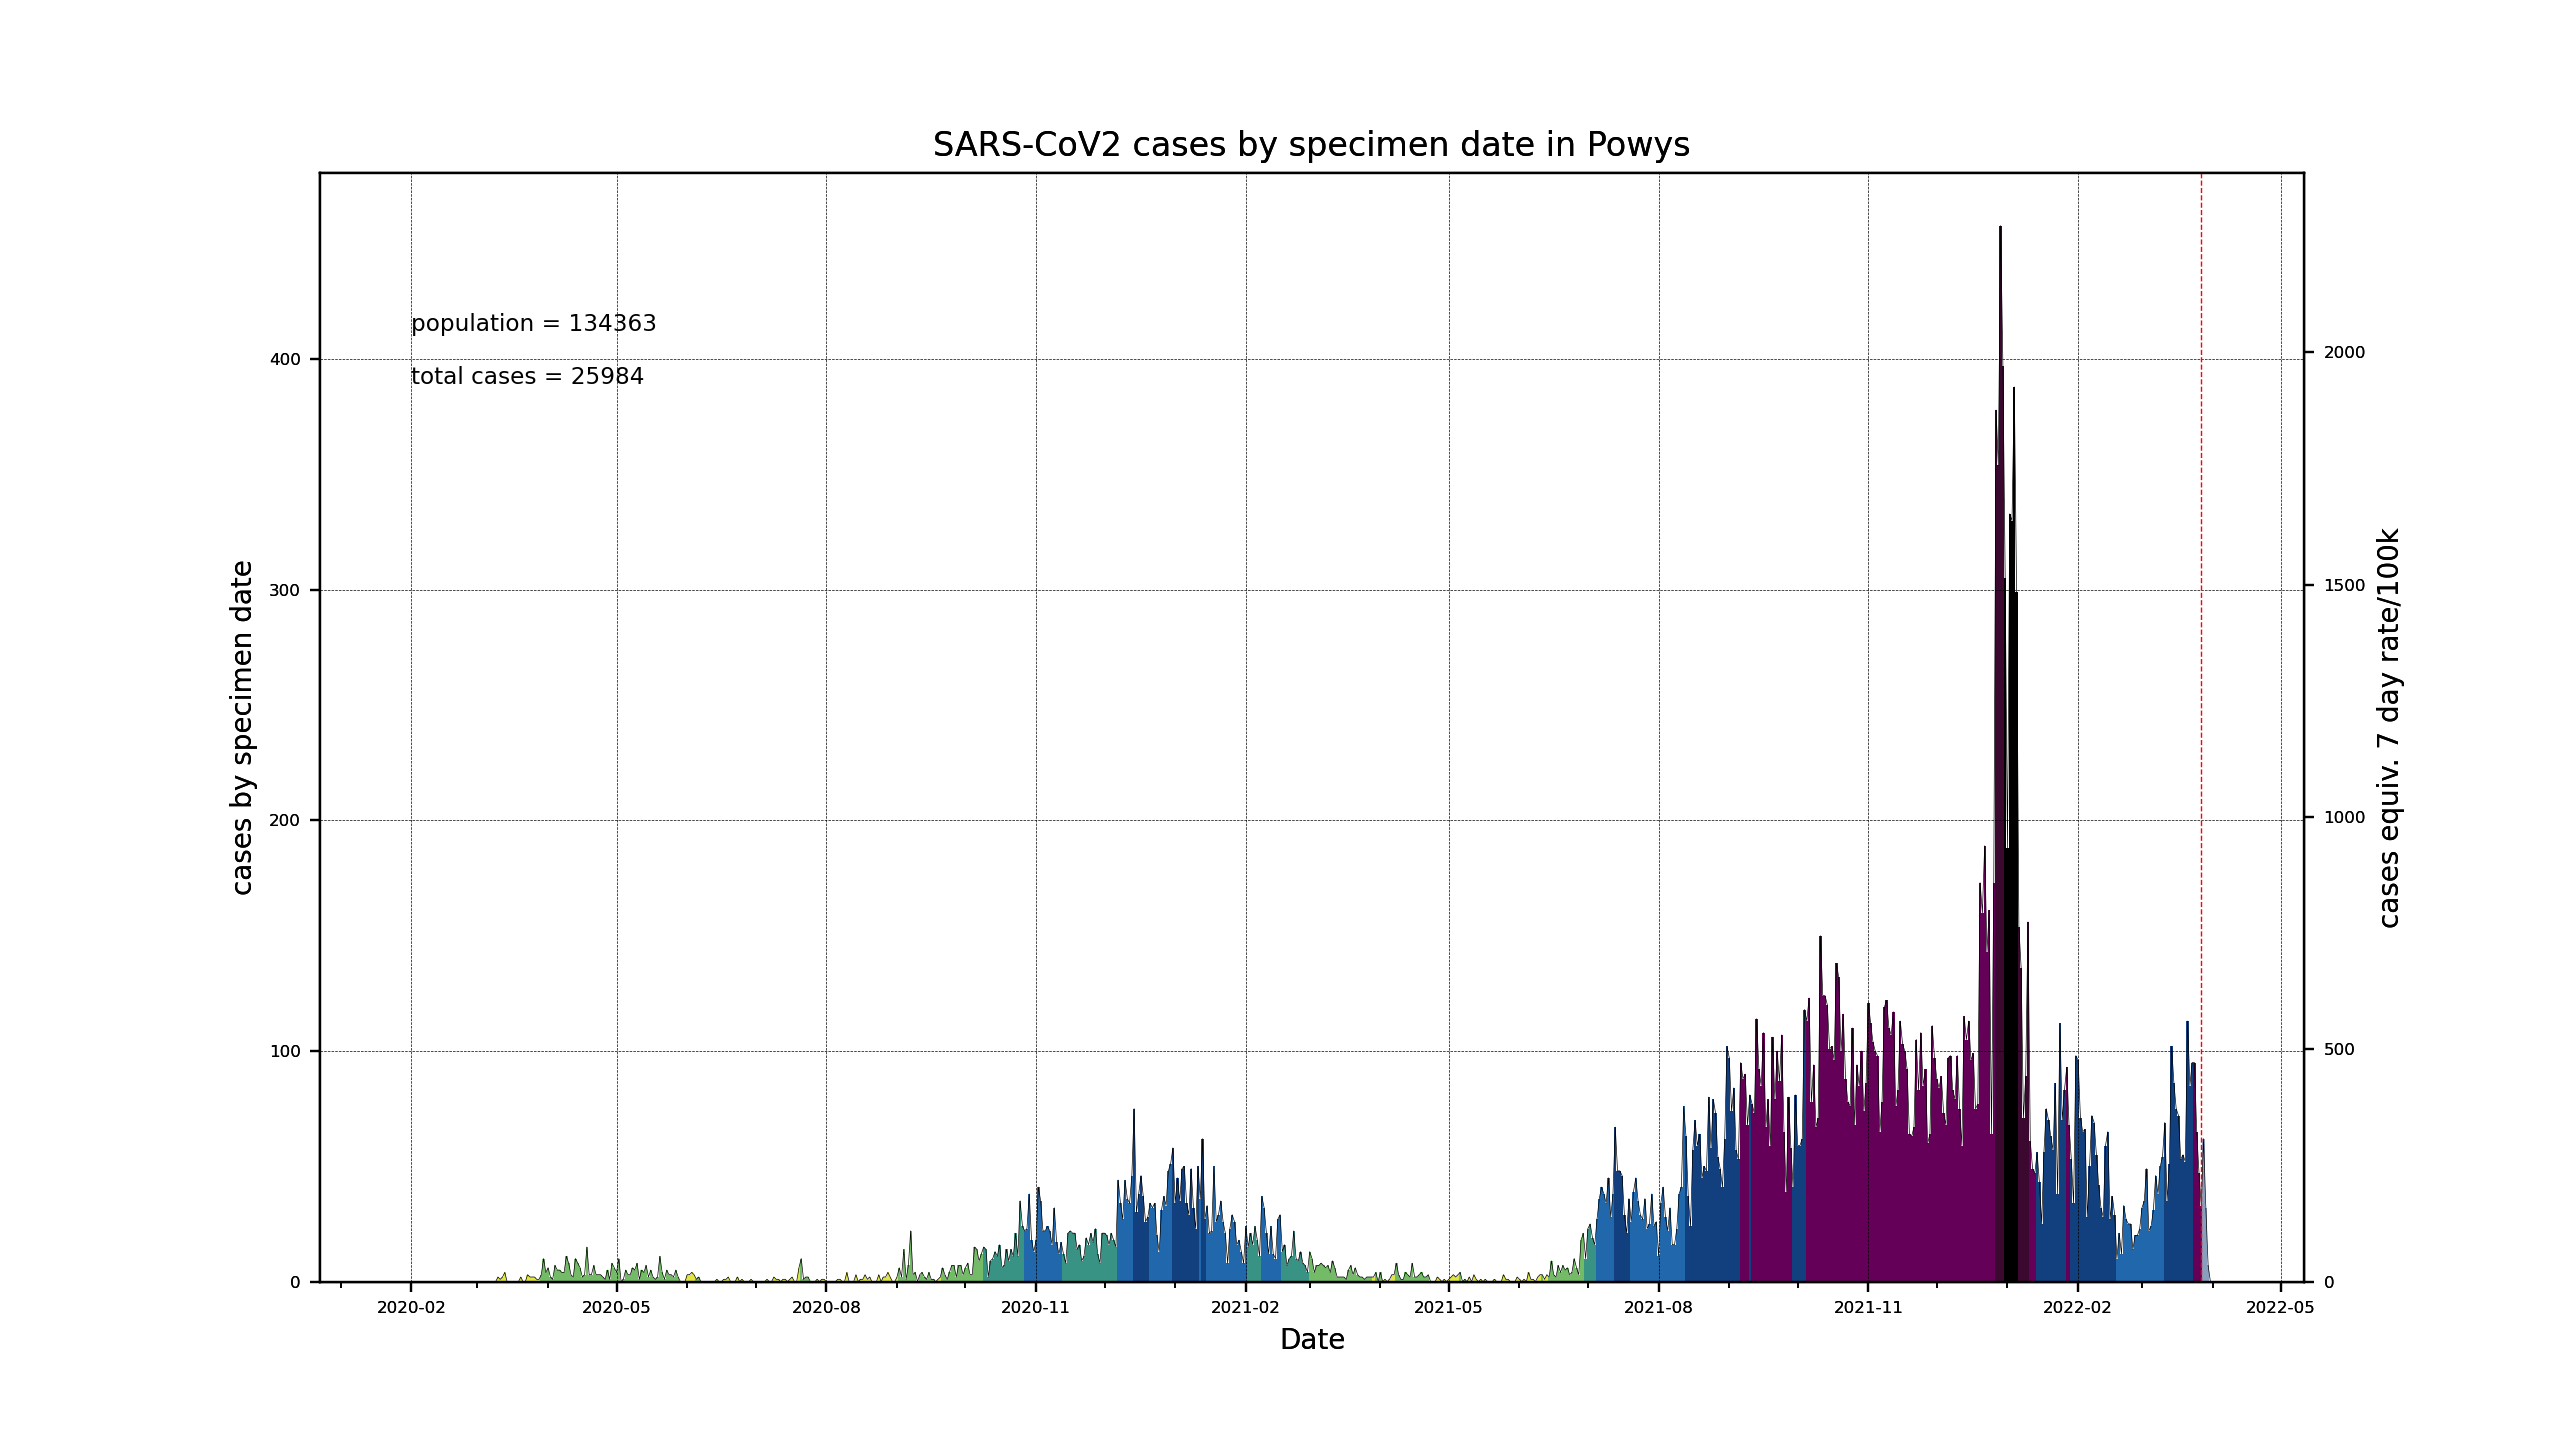 SARS-CoV2 cases by specimen date in Powys
population = 134363
total cases = 25984
cases by specimen date
400
300
200
100
0
cases equiv. 7 day rate/100k
2000
1500
1000
500
0
2020-02 2020-05 2020-08 2020-11 2021-02 2021-05 2021-08 2021-11 2022-02 2022-05
Date